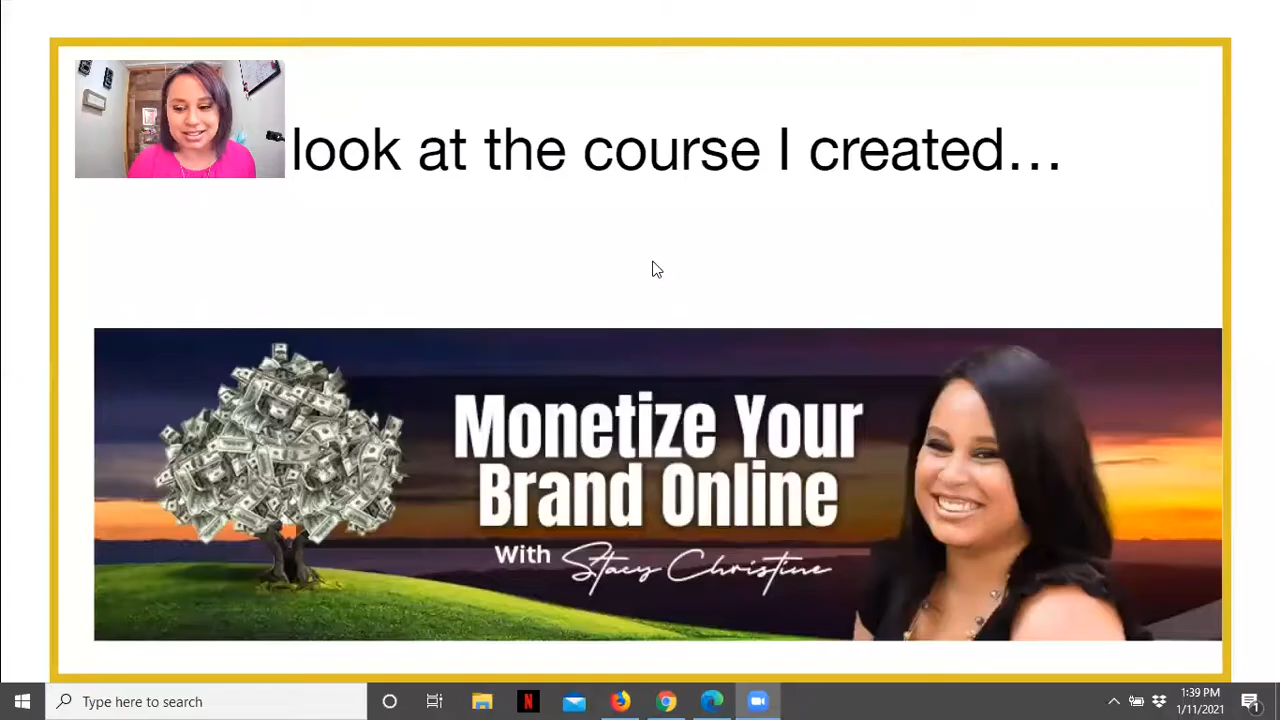 look at the course I created…
Monetize Your
Brand Online
With Stacy Christine
Type here to search
N
1:39 PM
1/11/2021
1